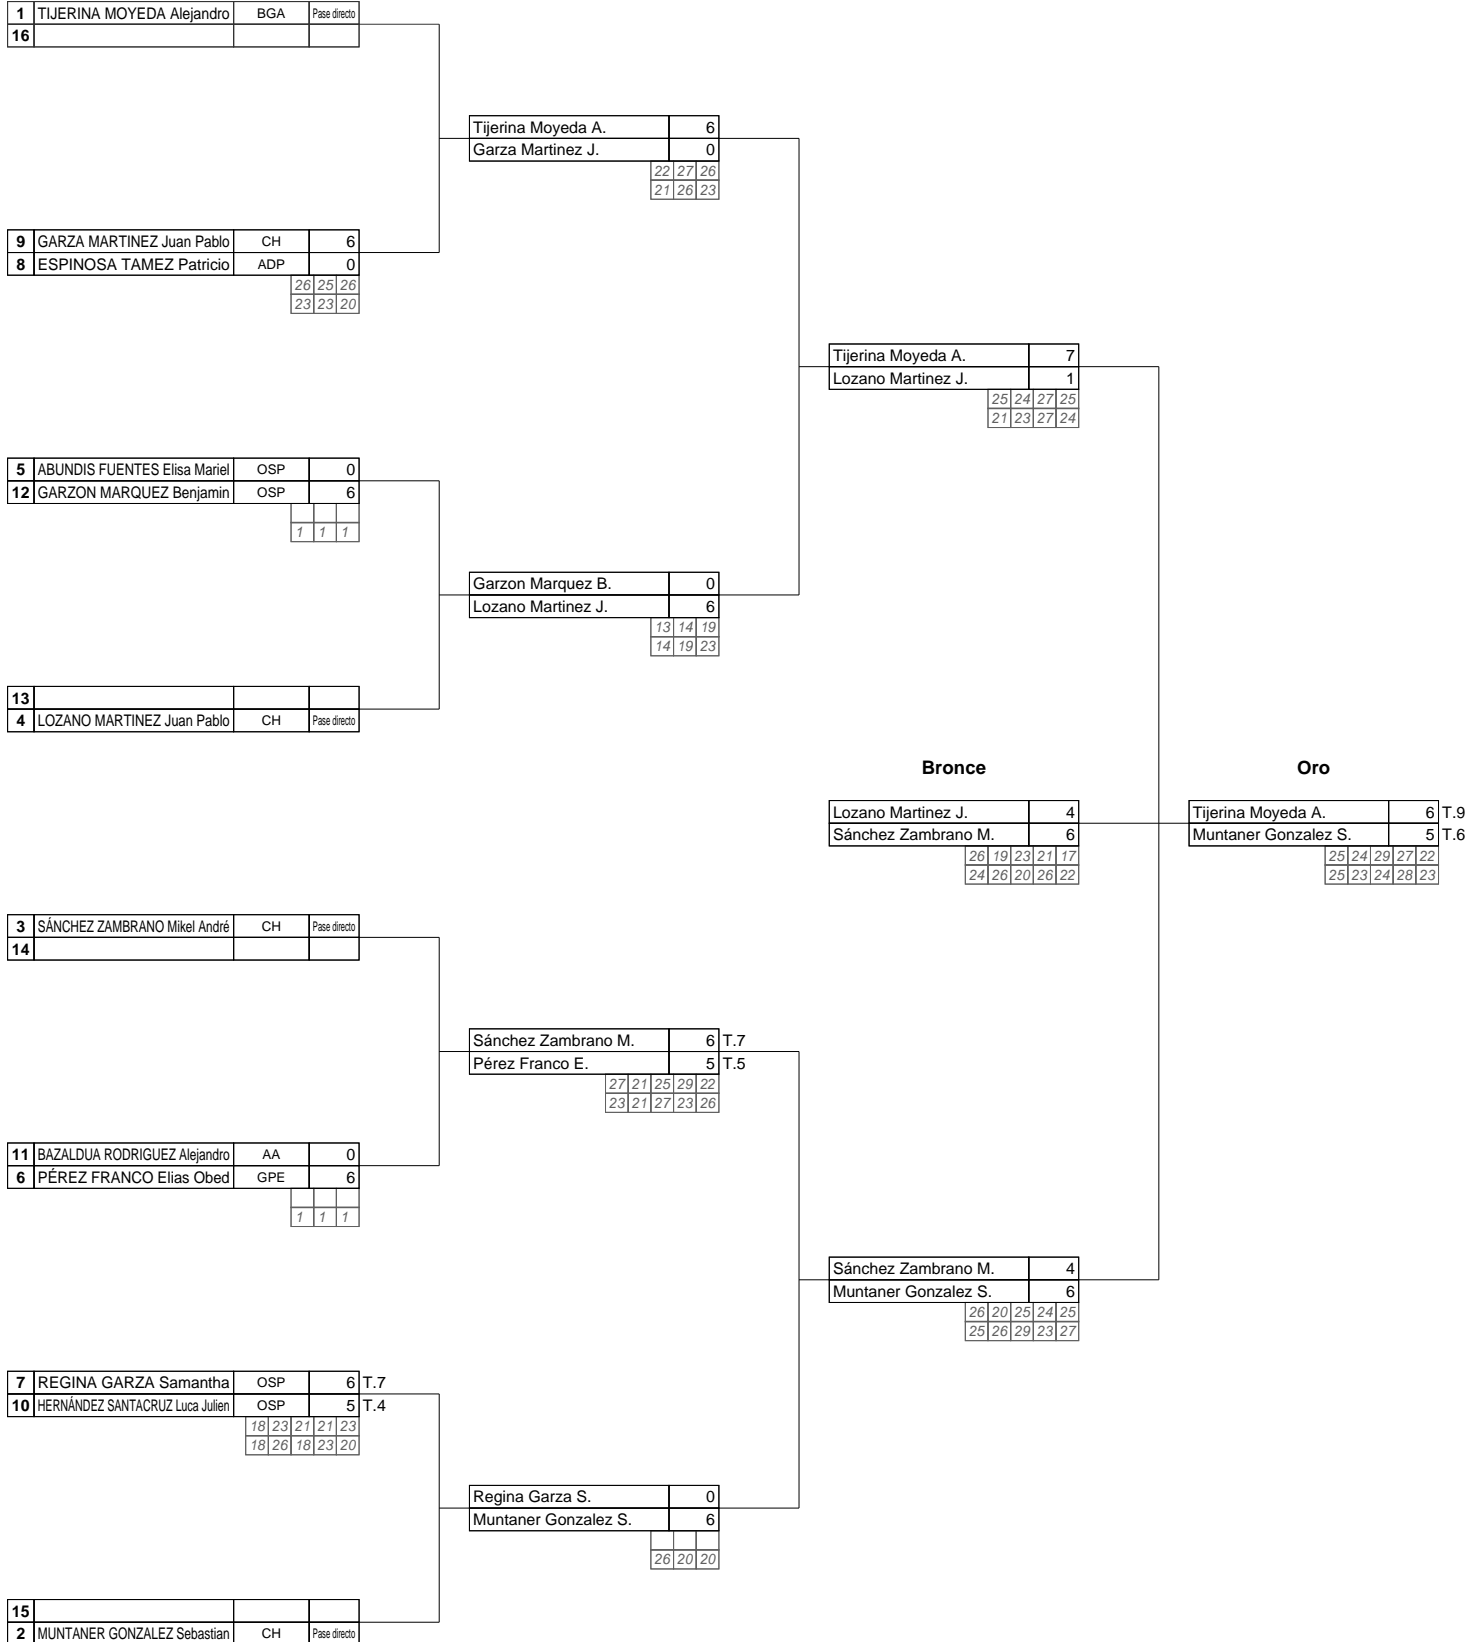 1 TIJERINA MOYEDA Alejandro BGA Pase directo
16
Tijerina Moyeda A. 6
Garza Martinez J. 0
22 27 26
21 26 23
9 GARZA MARTINEZ Juan Pablo CH 6
8 ESPINOSA TAMEZ Patricio ADP 0
26 25 26
23 23 20
Tijerina Moyeda A. 7
Lozano Martinez J. 1
25 24 27 25
21 23 27 24
5 ABUNDIS FUENTES Elisa Mariel OSP 0
12 GARZON MARQUEZ Benjamin OSP 6
1 1 1
Garzon Marquez B. 0
Lozano Martinez J. 6
13 14 19
14 19 23
13
4 LOZANO MARTINEZ Juan Pablo CH Pase directo
Bronce
Lozano Martinez J. 4
Sánchez Zambrano M. 6
26 19 23 21 17
24 26 20 26 22
Oro
Tijerina Moyeda A. 6 T.9
Muntaner Gonzalez S. 5 T.6
25 24 29 27 22
25 23 24 28 23
3 SÁNCHEZ ZAMBRANO Mikel André CH Pase directo
14
Sánchez Zambrano M. 6 T.7
Pérez Franco E. 5 T.5
27 21 25 29 22
23 21 27 23 26
11 BAZALDUA RODRIGUEZ Alejandro AA 0
6 PÉREZ FRANCO Elias Obed GPE 6
1 1 1
Sánchez Zambrano M. 4
Muntaner Gonzalez S. 6
26 20 25 24 25
25 26 29 23 27
7 REGINA GARZA Samantha OSP 6 T.7
10 HERNÁNDEZ SANTACRUZ Luca Julien OSP 5 T.4
18 23 21 21 23
18 26 18 23 20
Regina Garza S. 0
Muntaner Gonzalez S. 6
26 20 20
15
2 MUNTANER GONZALEZ Sebastian CH Pase directo